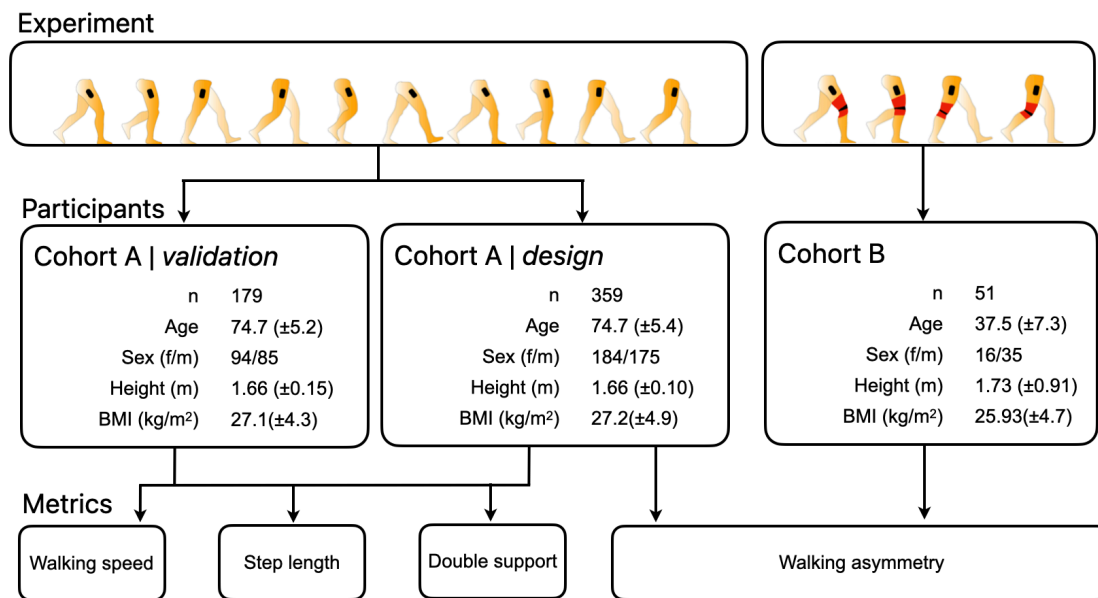 Experiment
Participants
Cohort A | validation
n 179
Age 74.7 (±5.2)
Sex (f/m) 94/85
Height (m) 1.66 (±0.15)
BMI (kg/m²) 27.1(±4.3)
Cohort A | design
n 359
Age 74.7 (±5.4)
Sex (f/m) 184/175
Height (m) 1.66 (±0.10)
BMI (kg/m²) 27.2(±4.9)
Cohort B
n 51
Age 37.5 (±7.3)
Sex (f/m) 16/35
Height (m) 1.73 (±0.91)
BMI (kg/m²) 25.93(±4.7)
Metrics
Walking speed
Step length
Double support
Walking asymmetry